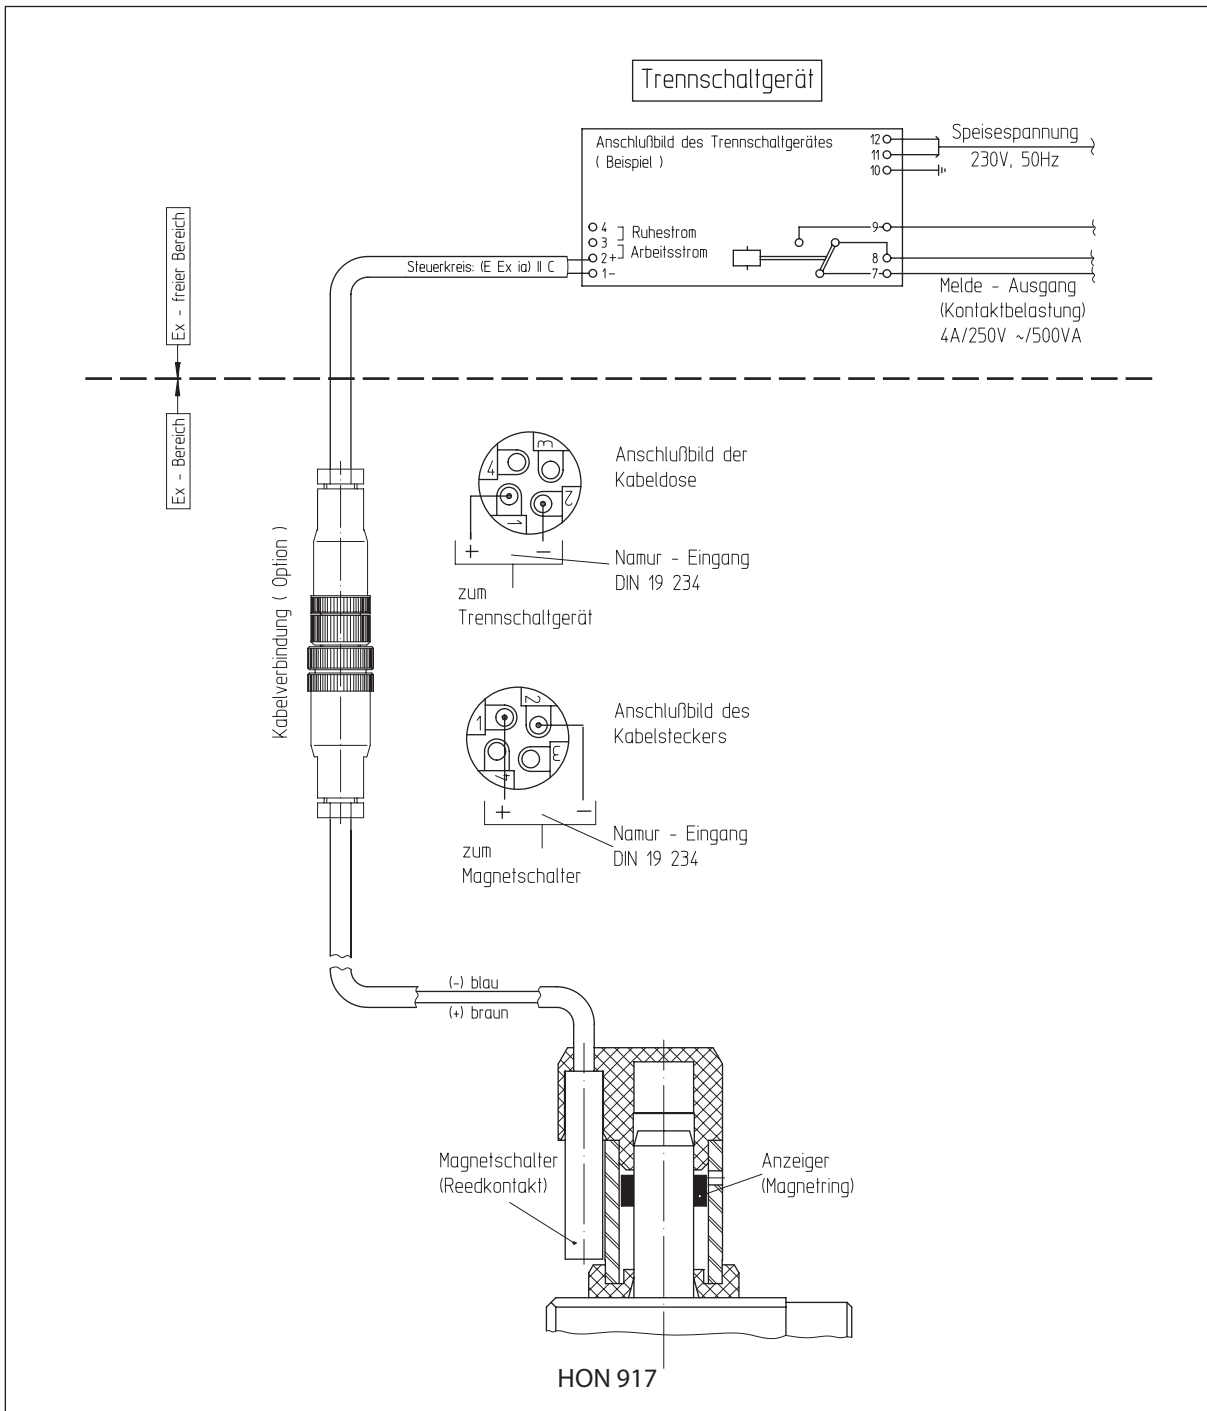 Trennschaltgerät
Anschlußbild des Trennschaltgerätes
( Beispiel )
12
11
10
Speisespannung
230V, 50Hz
4
3
2+
1-
Ruhestrom
Arbeitsstrom
9
8
7
Steuerkreis: (E Ex ia) II C
Melde - Ausgang
(Kontaktbelastung)
4A/250V ~/500VA
Ex - freier Bereich
Ex - Bereich
Kabelverbindung ( Option )
4
3
1
2
Anschlußbild der
Kabeldose
+
-
Namur - Eingang
DIN 19 234
zum
Trennschaltgerät
1
2
4
3
Anschlußbild des
Kabelsteckers
+
-
Namur - Eingang
DIN 19 234
zum
Magnetschalter
(-) blau
(+) braun
Magnetschalter
(Reedkontakt)
Anzeiger
(Magnetring)
HON 917